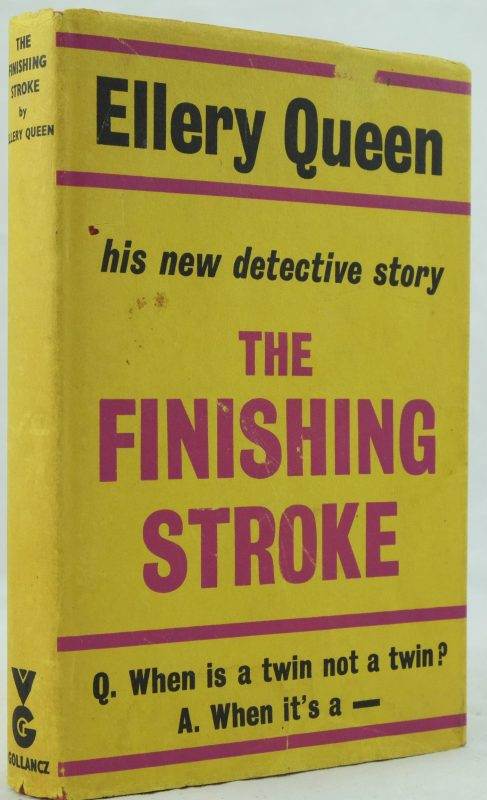 THE
FINISHING
STROKE
by
ELLERY QUEEN
VG
GOLLANCZ
Ellery Queen
his new detective story
THE
FINISHING
STROKE
Q. When is a twin not a twin?
A. When it's a —